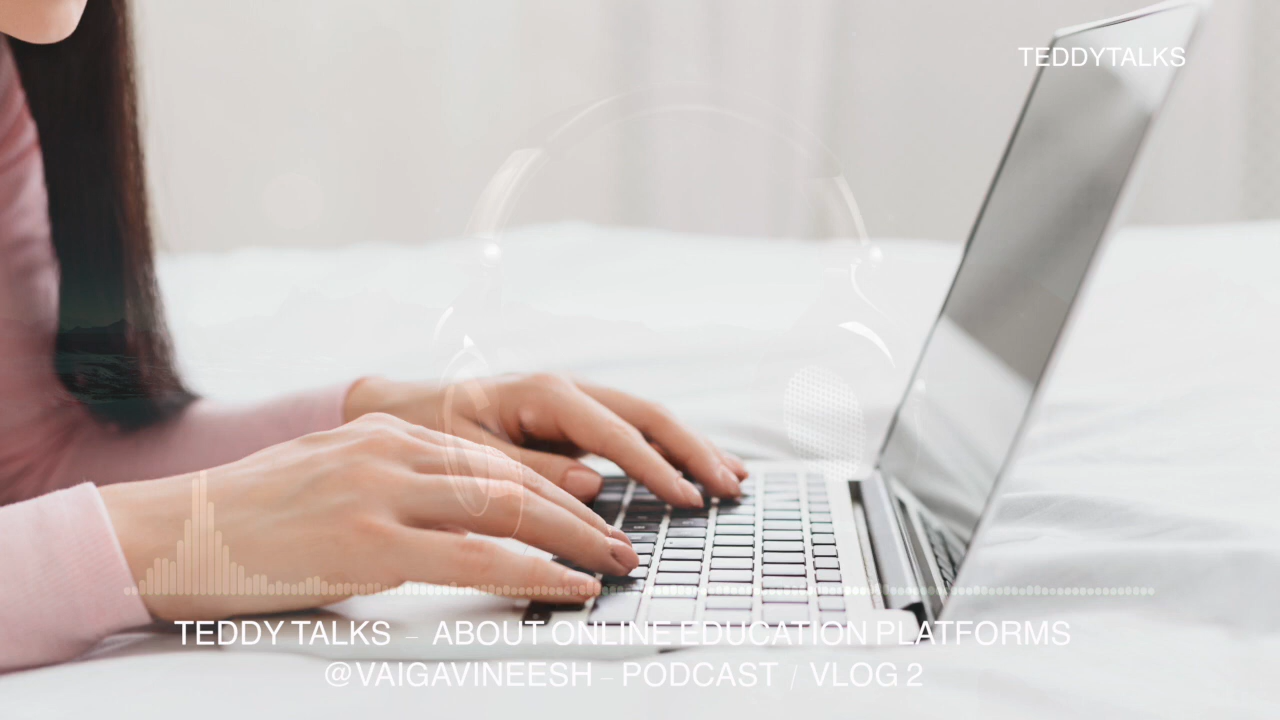 TEDDYTALKS
TEDDY TALKS – ABOUT ONLINE EDUCATION PLATFORMS
@VAIGAVINEESH – PODCAST / VLOG 2